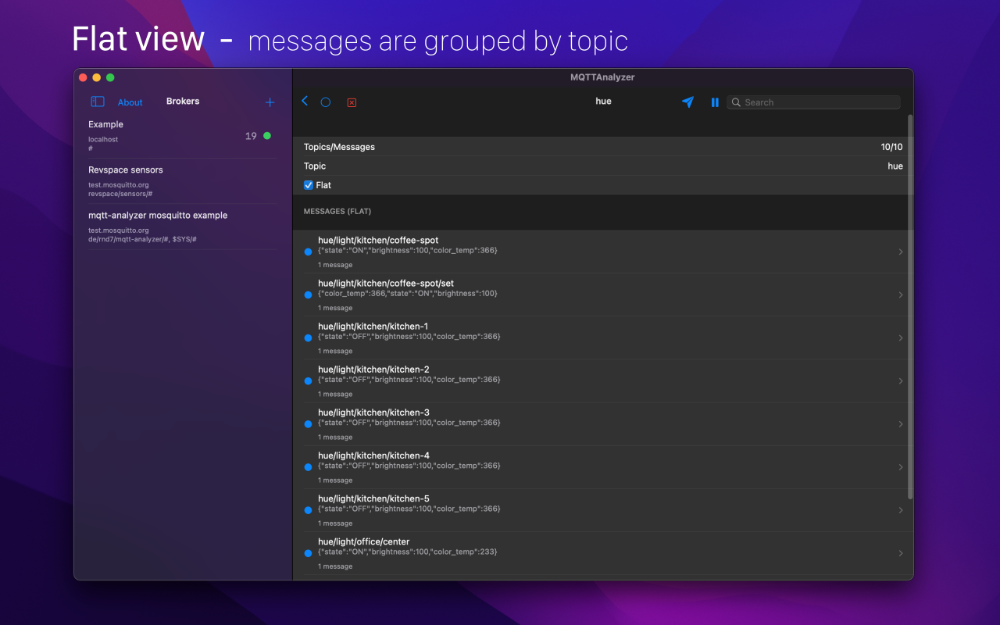 Flat view - messages are grouped by topic
MQTTAnalyzer
About Brokers +
hue
Search
Example
localhost
#
19
Revspace sensors
test.mosquitto.org
revspace/sensors/#
mqtt-analyzer mosquitto example
test.mosquitto.org
de/rnd7/mqtt-analyzer/#, $SYS/#
Topics/Messages 10/10
Topic hue
Flat
MESSAGES (FLAT)
hue/light/kitchen/coffee-spot
{"state":"ON","brightness":100,"color_temp":366}
1 message
hue/light/kitchen/coffee-spot/set
{"color_temp":366,"state":"ON","brightness":100}
1 message
hue/light/kitchen/kitchen-1
{"state":"OFF","brightness":100,"color_temp":366}
1 message
hue/light/kitchen/kitchen-2
{"state":"OFF","brightness":100,"color_temp":366}
1 message
hue/light/kitchen/kitchen-3
{"state":"OFF","brightness":100,"color_temp":366}
1 message
hue/light/kitchen/kitchen-4
{"state":"OFF","brightness":100,"color_temp":366}
1 message
hue/light/kitchen/kitchen-5
{"state":"OFF","brightness":100,"color_temp":366}
1 message
hue/light/office/center
{"state":"ON","brightness":100,"color_temp":233}
1 message